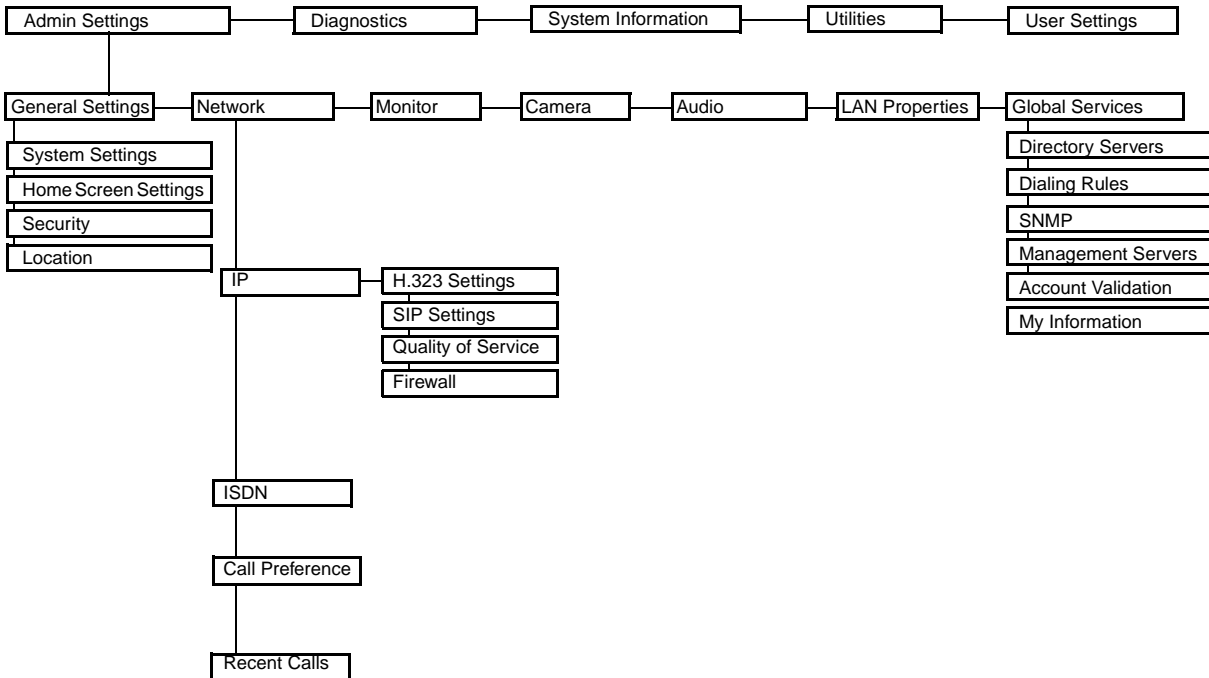 Admin Settings
Diagnostics
System Information
Utilities
User Settings
General Settings
Network
Monitor
Camera
Audio
LAN Properties
Global Services
System Settings
Home Screen Settings
Security
Location
Directory Servers
Dialing Rules
SNMP
Management Servers
Account Validation
My Information
IP
H.323 Settings
SIP Settings
Quality of Service
Firewall
ISDN
Call Preference
Recent Calls